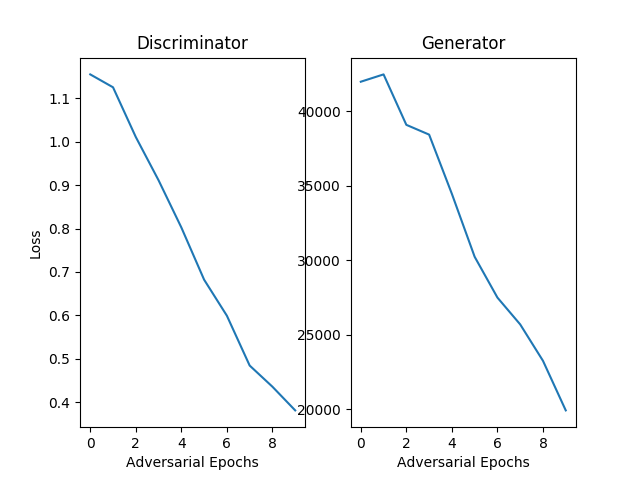 Discriminator
Generator
Loss
1.1
1.0
0.9
0.8
0.7
0.6
0.5
0.4
0 2 4 6 8
Adversarial Epochs
40000
35000
30000
25000
20000
0 2 4 6 8
Adversarial Epochs